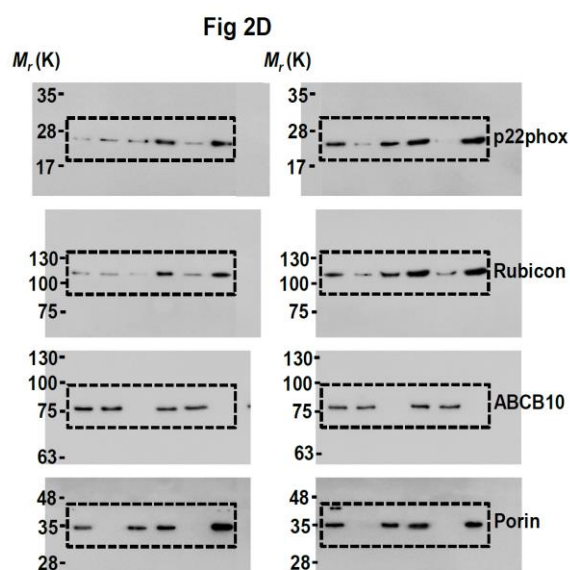 Fig 2D
Mr (K) Mr (K)
35- 35-
28- 28- p22phox
17- 17-
130- 130-
100- 100- Rubicon
75- 75-
130- 130-
100- 100-
75- 75- ABCB10
63- 63-
48- 48-
35- 35- Porin
28- 28-